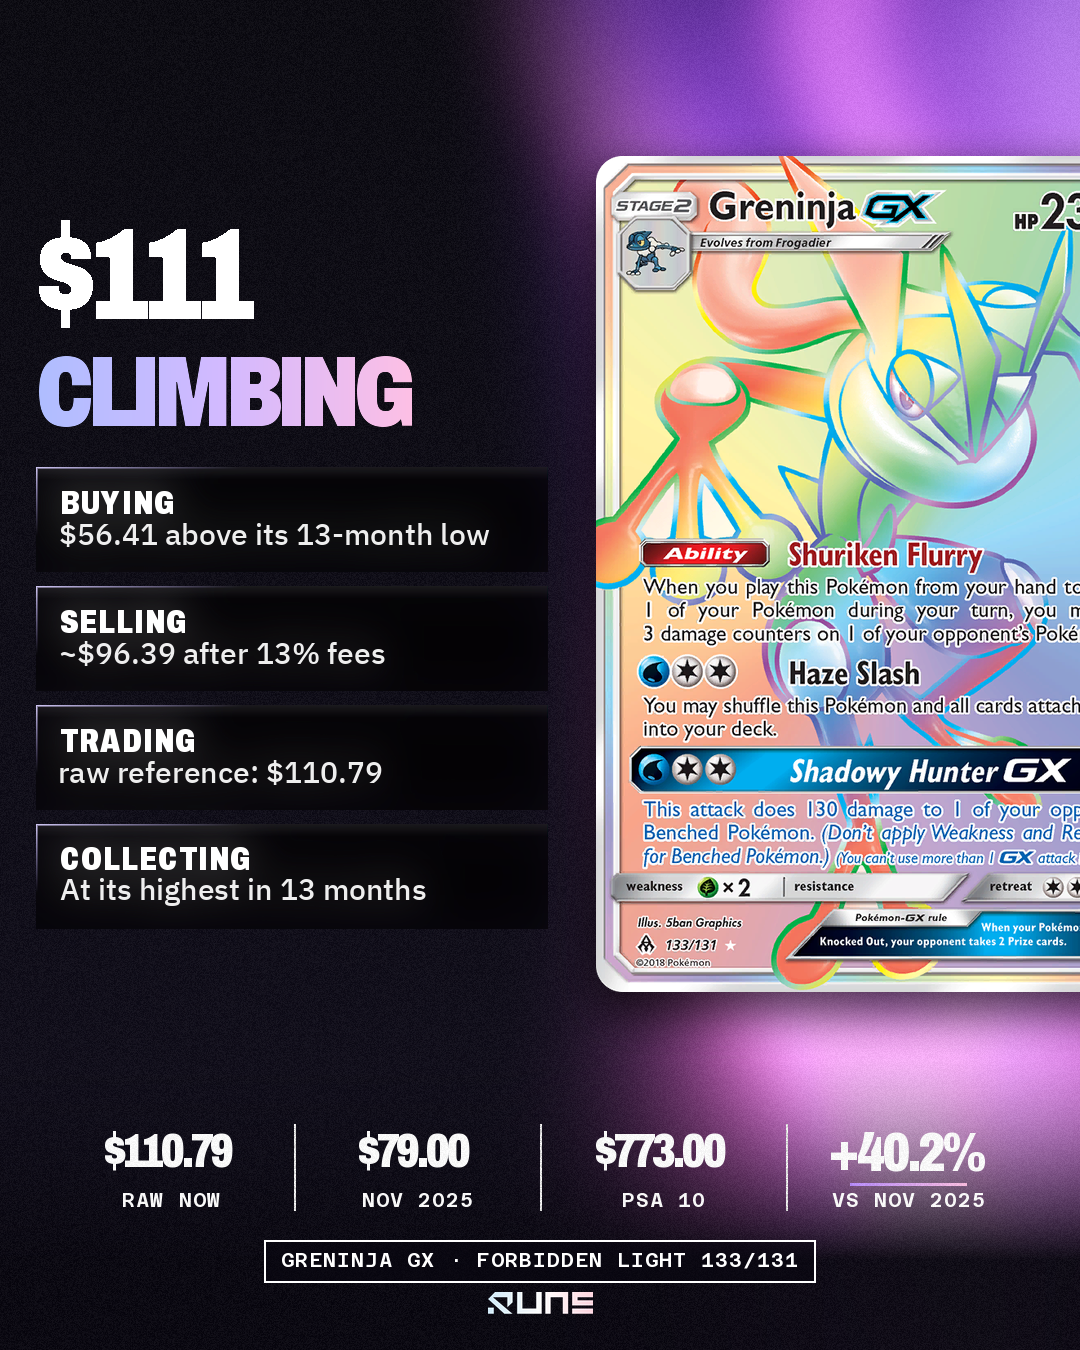 $111
CLIMBING
BUYING
$56.41 above its 13-month low
SELLING
~$96.39 after 13% fees
TRADING
raw reference: $110.79
COLLECTING
At its highest in 13 months
STAGE2
Greninja GX
HP 23
Evolves from Frogadier
Ability Shuriken Flurry
When you play this Pokémon from your hand to
1 of your Pokémon during your turn, you m
3 damage counters on 1 of your opponent's Poké
Haze Slash
You may shuffle this Pokémon and all cards attach
into your deck.
Shadowy Hunter GX
This attack does 130 damage to 1 of your opp
Benched Pokémon. (Don't apply Weakness and Re
for Benched Pokémon.) (You can't use more than 1 GX attack
weakness ×2 resistance retreat
Illus. 5ban Graphics
133/131
©2018 Pokémon
Pokémon-GX rule
When your Pokémo
Knocked Out, your opponent takes 2 Prize cards.
$110.79 $79.00 $773.00 +40.2%
RAW NOW NOV 2025 PSA 10 VS NOV 2025
GRENINJA GX · FORBIDDEN LIGHT 133/131
RUNE